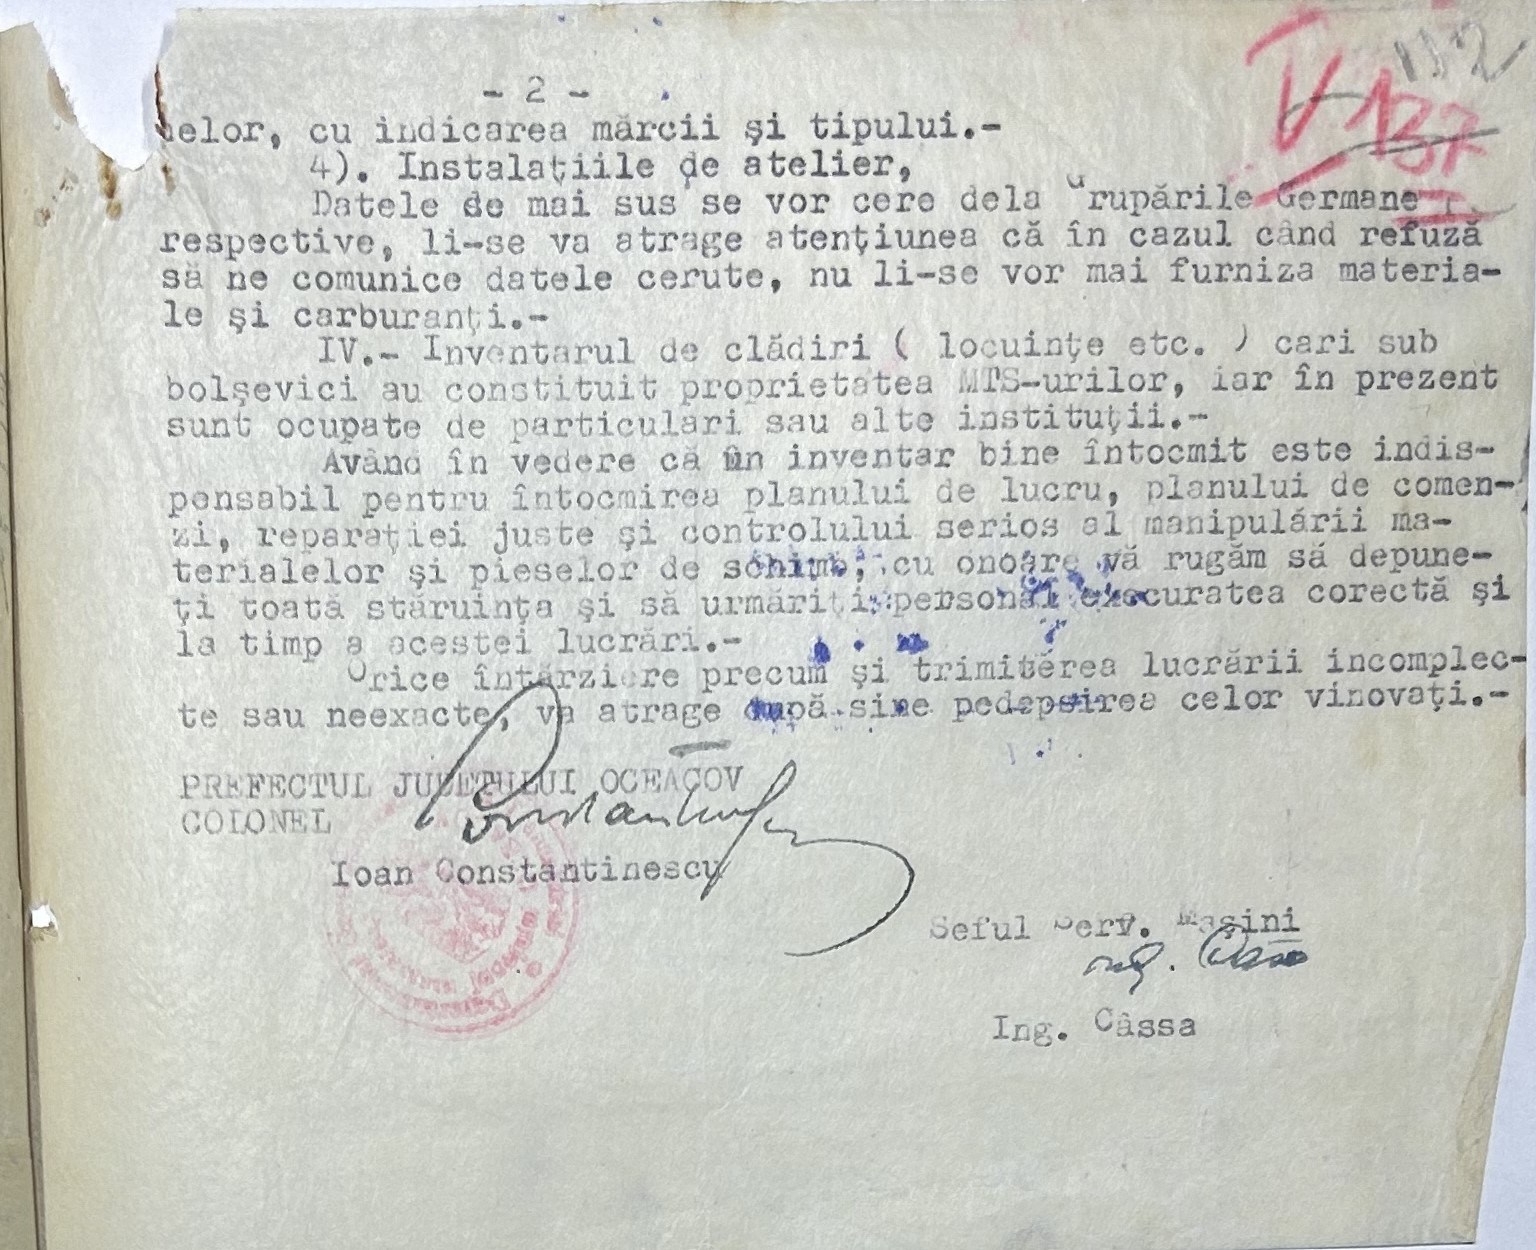 - 2 -
112
137
nelor, cu indicarea mărcii şi tipului.-
4). Instalaţiile de atelier,
Datele de mai sus se vor cere dela Grupările Germane
respective, li-se va atrage atenţiunea că în cazul când refuză
să ne comunice datele cerute, nu li-se vor mai furniza materia-
le şi carburanţi.-
IV.- Inventarul de clădiri ( locuinţe etc. ) cari sub
bolşevici au constituit proprietatea MTS-urilor, iar în prezent
sunt ocupate de particulari sau alte instituţii.-
Având în vedere că un inventar bine întocmit este indis-
pensabil pentru întocmirea planului de lucru, planului de comen-
zi, reparaţiei juste şi controlului serios al manipulării ma-
terialelor şi pieselor de schimb, cu onoare vă rugăm să depune-
ţi toată stăruinţa şi să urmăriţi personal execuratea corectă şi
la timp a acestei lucrări.-
Orice întârziere precum şi trimiterea lucrării incomplec-
te sau neexacte, va atrage după sine pedepsirea celor vinovaţi.-
PREFECTUL JUDEŢULUI OCEACOV
COLONEL
Ioan Constantinescu
Seful Serv. Maşini
Ing. Câssa